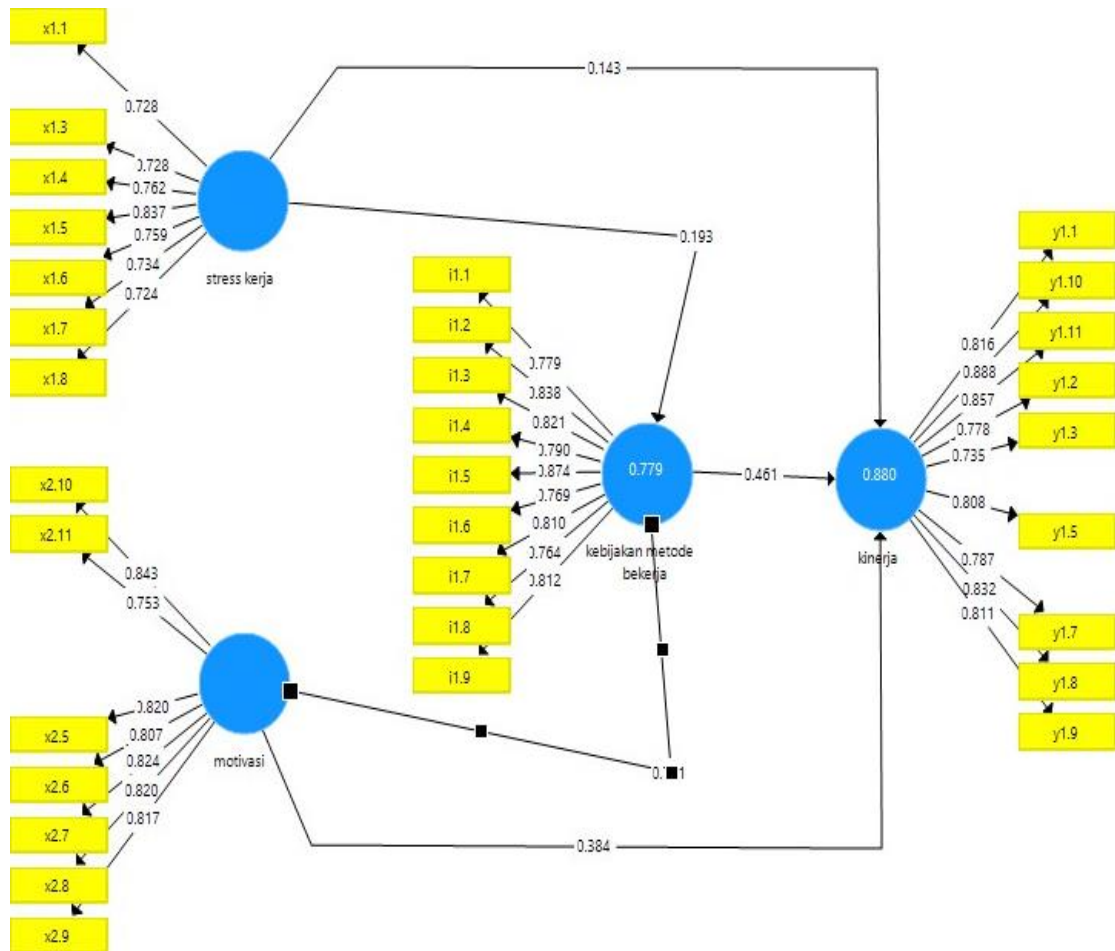 x1.1
0.728
x1.3
x1.4
x1.5
x1.6
x1.7
x1.8
0.762
0.837
0.759
0.734
0.724
stress kerja
0.143
0.193
i1.1
i1.2
i1.3
i1.4
i1.5
i1.6
i1.7
i1.8
i1.9
0.779
0.838
0.821
0.790
0.874
0.769
0.810
0.764
0.812
0.779
kebijakan metode
bekerja
0.461
0.880
kinerja
y1.1
y1.10
y1.11
y1.2
y1.3
y1.5
y1.7
y1.8
y1.9
0.816
0.888
0.857
0.778
0.735
0.808
0.787
0.832
0.811
x2.10
x2.11
0.843
0.753
x2.5
x2.6
x2.7
x2.8
x2.9
0.820
0.807
0.824
0.820
0.817
motivasi
0.384